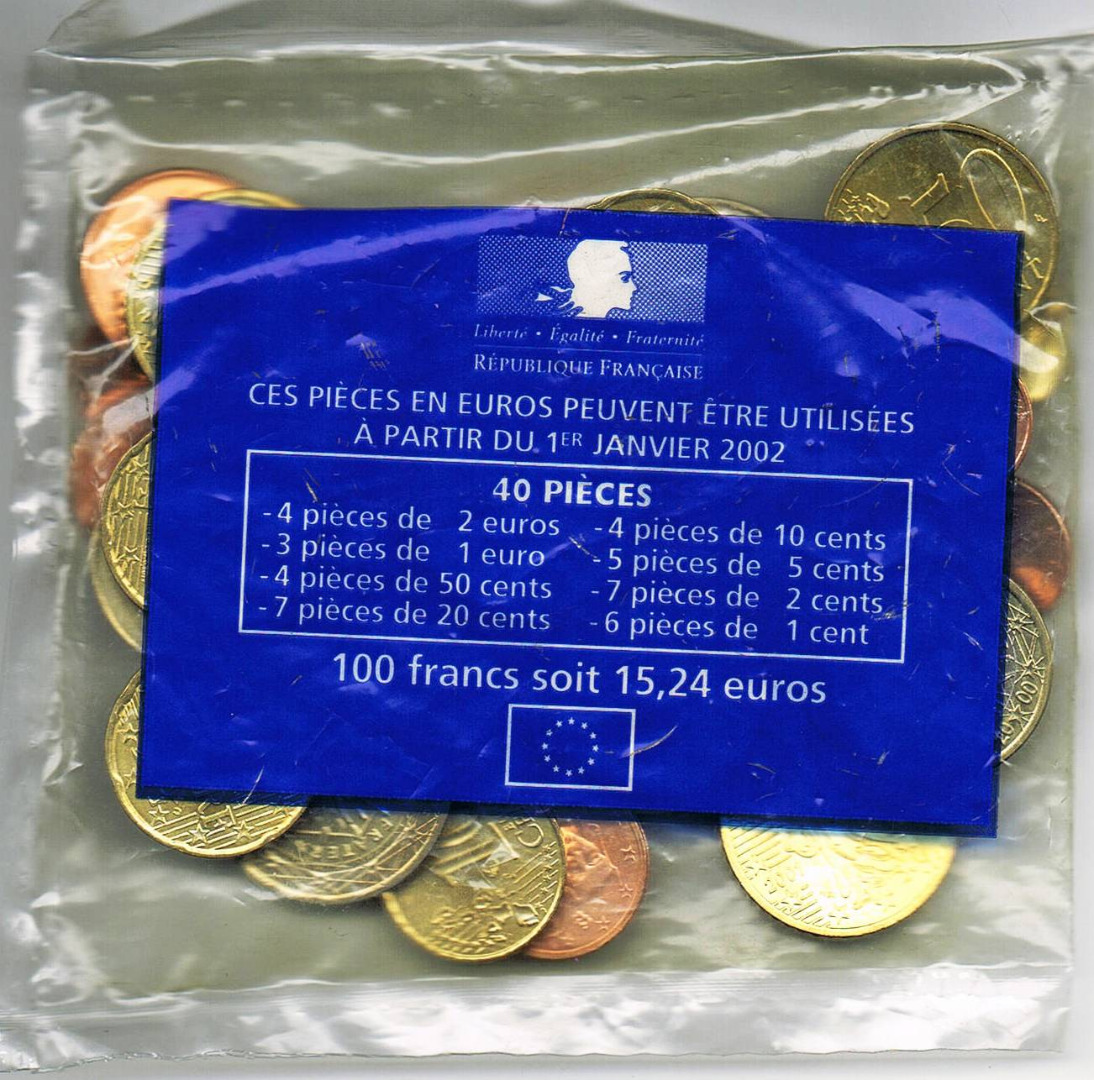 Liberté • Égalité • Fraternité
RÉPUBLIQUE FRANÇAISE
CES PIÈCES EN EUROS PEUVENT ÊTRE UTILISÉES
À PARTIR DU 1ER JANVIER 2002
40 PIÈCES
- 4 pièces de 2 euros
- 3 pièces de 1 euro
- 4 pièces de 50 cents
- 7 pièces de 20 cents
- 4 pièces de 10 cents
- 5 pièces de 5 cents
- 7 pièces de 2 cents
- 6 pièces de 1 cent
100 francs soit 15,24 euros